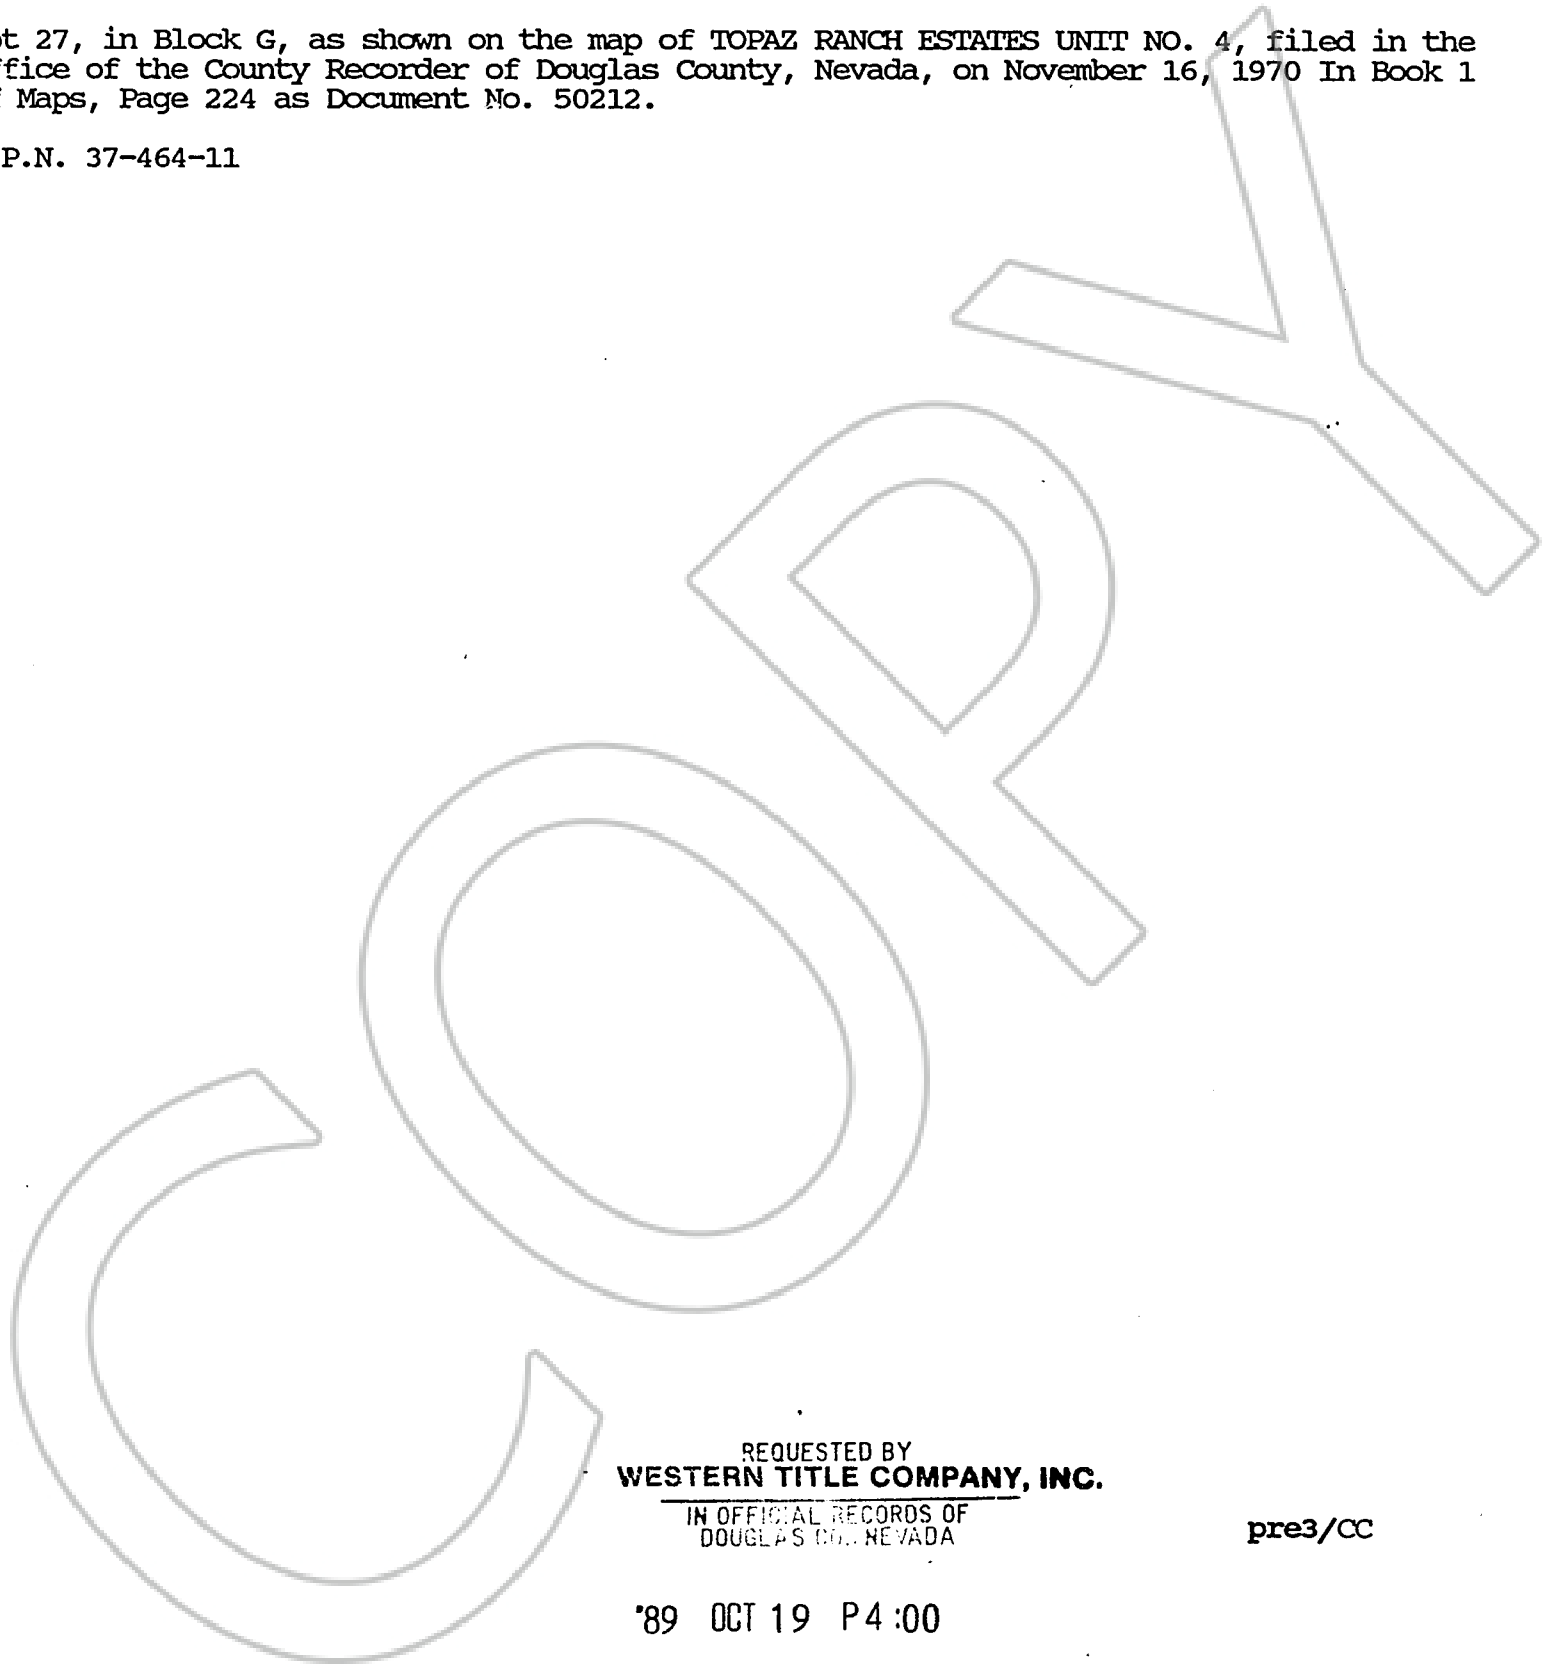 t 27, in Block G, as shown on the map of TOPAZ RANCH ESTATES UNIT NO. 4, filed in the
fice of the County Recorder of Douglas County, Nevada, on November 16, 1970 In Book 1
Maps, Page 224 as Document No. 50212.
P.N. 37-464-11
COPY
REQUESTED BY
WESTERN TITLE COMPANY, INC.
IN OFFICIAL RECORDS OF
DOUGLAS CO., NEVADA
pre3/CC
'89 OCT 19 P4:00